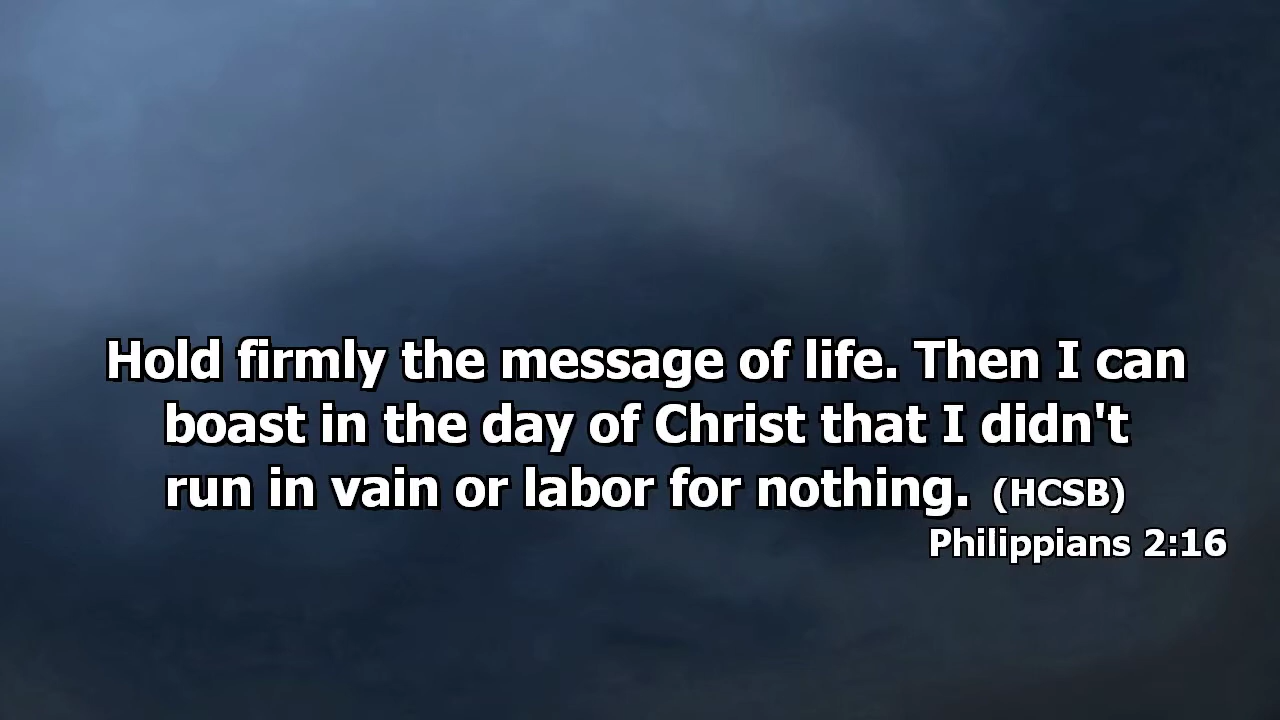 Hold firmly the message of life. Then I can
boast in the day of Christ that I didn't
run in vain or labor for nothing. (HCSB)
Philippians 2:16